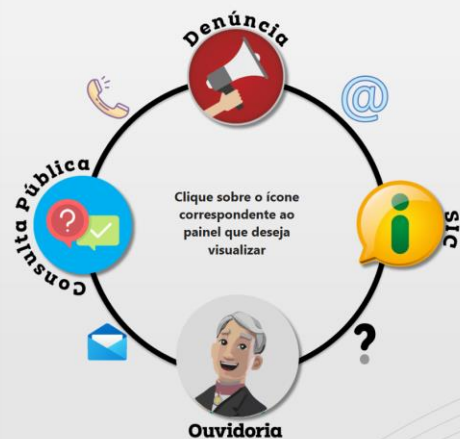 Denúncia
Consulta Pública
Clique sobre o ícone
correspondente ao
painel que deseja
visualizar
SIC
Ouvidoria